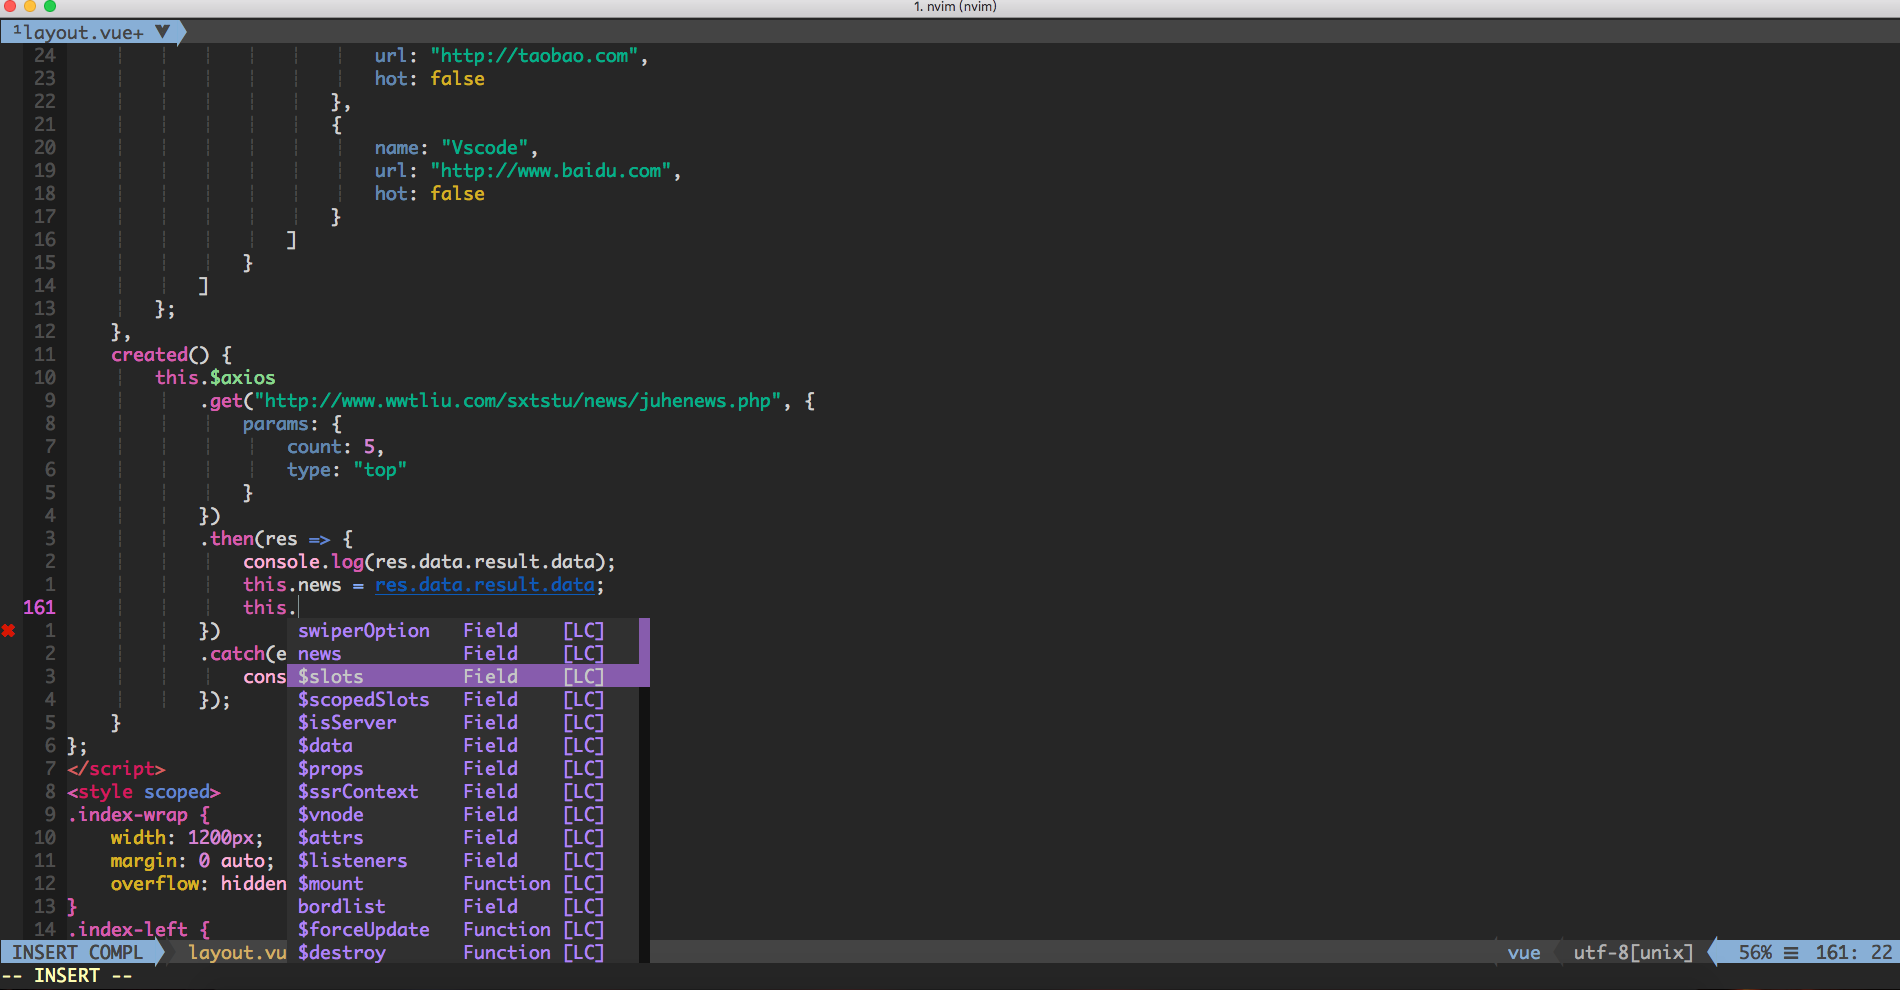 1. nvim (nvim)
¹layout.vue+ ▼
24 url: "http://taobao.com",
23 hot: false
22 },
21 {
20 name: "Vscode",
19 url: "http://www.baidu.com",
18 hot: false
17 }
16 ]
15 }
14 ]
13 };
12 },
11 created() {
10 this.$axios
9 .get("http://www.wwtliu.com/sxtstu/news/juhenews.php", {
8 params: {
7 count: 5,
6 type: "top"
5 }
4 })
3 .then(res => {
2 console.log(res.data.result.data);
1 this.news = res.data.result.data;
161 this.
✖ 1 }) swiperOption Field [LC]
2 .catch(e news Field [LC]
3 cons $slots Field [LC]
4 }); $scopedSlots Field [LC]
5 } $isServer Field [LC]
6 }; $data Field [LC]
7 </script> $props Field [LC]
8 <style scoped> $ssrContext Field [LC]
9 .index-wrap { $vnode Field [LC]
10 width: 1200px; $attrs Field [LC]
11 margin: 0 auto; $listeners Field [LC]
12 overflow: hidden $mount Function [LC]
13 } bordlist Field [LC]
14 .index-left { $forceUpdate Function [LC]
INSERT COMPL layout.vu $destroy Function [LC] vue utf-8[unix] 56% ≡ 161: 22
-- INSERT --